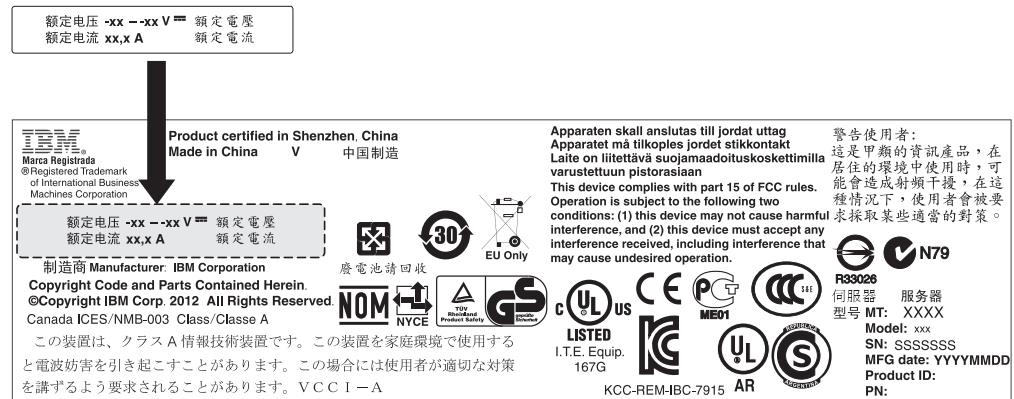 额定电压 -xx – -xx V 額定電壓
额定电流 xx,x A 額定電流
IBM®
Marca Registrada
® Registered Trademark
of International Business
Machines Corporation
Product certified in Shenzhen, China
Made in China V 中国制造
额定电压 -xx – -xx V 額定電壓
额定电流 xx,x A 額定電流
制造商 Manufacturer: IBM Corporation
Copyright Code and Parts Contained Herein.
©Copyright IBM Corp. 2012 All Rights Reserved.
Canada ICES/NMB-003 Class/Classe A
この装置は、クラスA情報技術装置です。この装置を家庭環境で使用する
と電波妨害を引き起こすことがあります。この場合には使用者が適切な対策
を講ずるよう要求されることがあります。VCCI-A
廢電池請回收
30
EU Only
NOM
NYCE
TÜV
Rheinland
Product Safety
GS
geprüfte
Sicherheit
Apparaten skall anslutas till jordat uttag
Apparatet må tilkoples jordet stikkontakt
Laite on liitettävä suojamaadoituskoskettimilla
varustettuun pistorasiaan
This device complies with part 15 of FCC rules.
Operation is subject to the following two
conditions: (1) this device may not cause harmful
interference, and (2) this device must accept any
interference received, including interference that
may cause undesired operation.
C UL US
LISTED
I.T.E. Equip.
167G
CE
PCT
ME01
CCC
S&E
KCC-REM-IBC-7915
UL
AR
REPUBLICA
S
ARGENTINA
警告使用者:
這是甲類的資訊產品，在
居住的環境中使用時，可
能會造成射頻干擾，在這
種情況下，使用者會被要
求採取某些適當的對策。
R33026
N79
伺服器 服务器
型号 MT: XXXX
Model: xxx
SN: SSSSSSS
MFG date: YYYYMMDD
Product ID:
PN: